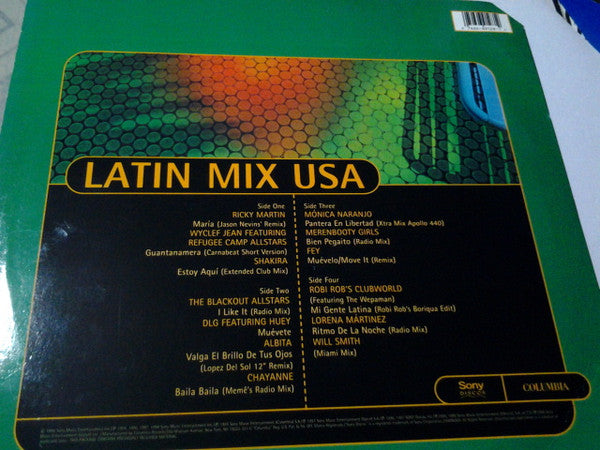 LATIN MIX USA
Side One
RICKY MARTIN
María (Jason Nevins' Remix)
WYCLEF JEAN FEATURING
REFUGEE CAMP ALLSTARS
Guantanamera (Carnabeat Short Version)
SHAKIRA
Estoy Aquí (Extended Club Mix)
Side Two
THE BLACKOUT ALLSTARS
I Like It (Radio Mix)
DLG FEATURING HUEY
Muévete
ALBITA
Valga El Brillo De Tus Ojos
(Lopez Del Sol 12" Remix)
CHAYANNE
Baila Baila (Memê's Radio Mix)
Side Three
MÓNICA NARANJO
Pantera En Libertad (Xtra Mix Apollo 440)
MERENBOOTY GIRLS
Bien Pegaito (Radio Mix)
FEY
Muévelo/Move It (Remix)
Side Four
ROBI ROB'S CLUBWORLD
(Featuring The Wepaman)
Mi Gente Latina (Robi Rob's Boriqua Edit)
LORENA MÁRTINEZ
Ritmo De La Noche (Radio Mix)
WILL SMITH
(Miami Mix)
Sony
DISCOS
COLUMBIA